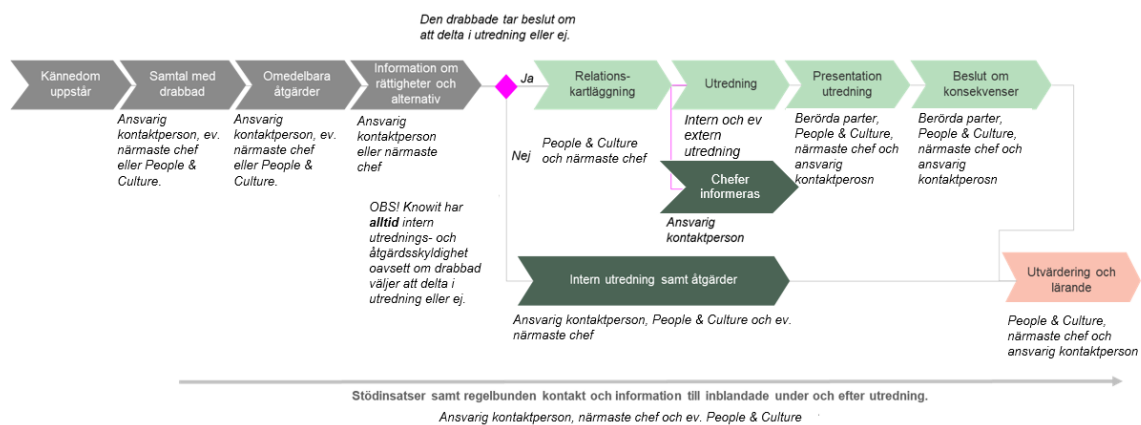 Den drabbade tar beslut om
att delta i utredning eller ej.
Kännedom
uppstår
Samtal med
drabbad
Omedelbara
åtgärder
Information om
rättigheter och
alternativ
Ja
Relations-
kartläggning
Utredning
Presentation
utredning
Beslut om
konsekvenser
Ansvarig
kontaktperson, ev.
närmaste chef
eller People &
Culture.
Ansvarig
kontaktperson, ev.
närmaste chef
eller People &
Culture.
Ansvarig
kontaktperson
eller närmaste
chef
Nej
People & Culture
och närmaste chef
Intern och ev
extern
utredning
Berörda parter,
People & Culture,
närmaste chef och
ansvarig
kontaktperosn
Berörda parter,
People & Culture,
närmaste chef och
ansvarig
kontaktperosn
Chefer
informeras
Ansvarig
kontaktperson
OBS! Knowit har
alltid intern
utrednings- och
åtgärdsskyldighet
oavsett om drabbad
väljer att delta i
utredning eller ej.
Intern utredning samt åtgärder
Ansvarig kontaktperson, People & Culture och ev.
närmaste chef
Utvärdering och
lärande
People & Culture,
närmaste chef och
ansvarig kontaktperson
Stödinsatser samt regelbunden kontakt och information till inblandade under och efter utredning.
Ansvarig kontaktperson, närmaste chef och ev. People & Culture